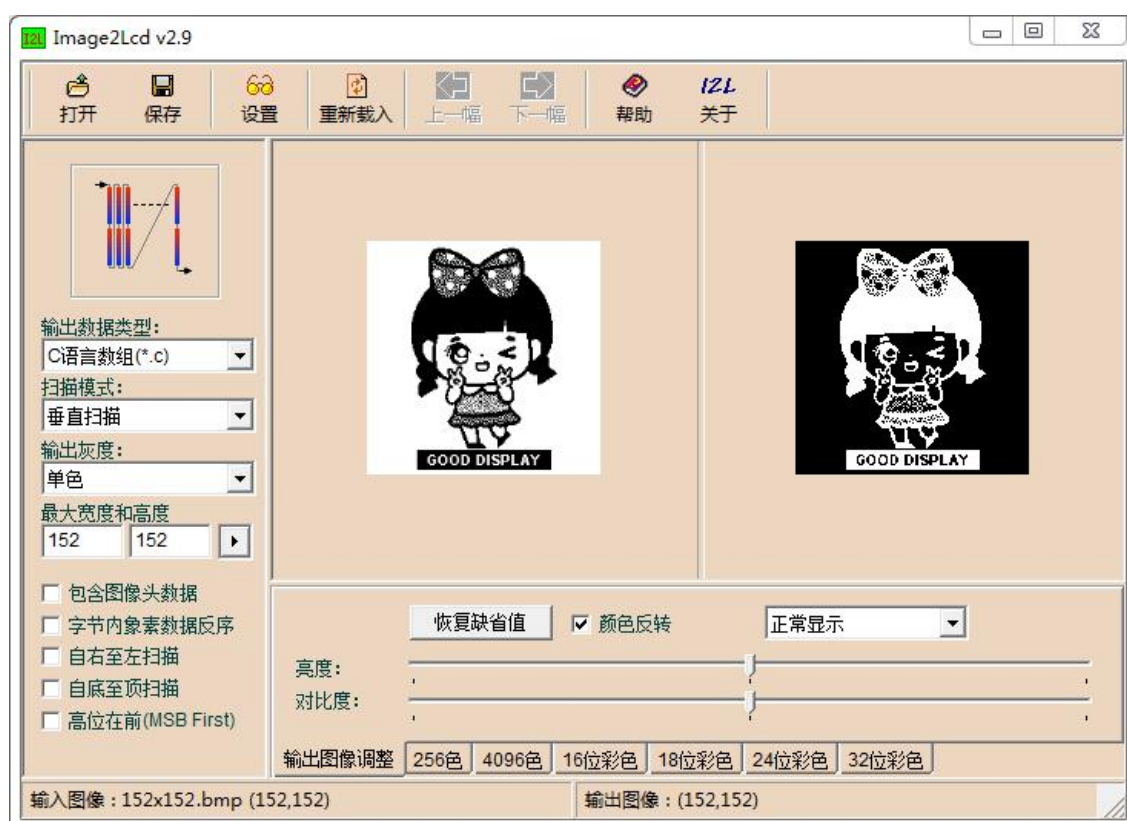 I2L Image2Lcd v2.9
打开 保存 设置 重新载入 上一幅 下一幅 帮助 I2L 关于
输出数据类型:
C语言数组(*.c)
扫描模式:
垂直扫描
输出灰度:
单色
最大宽度和高度
152 152
包含图像头数据
字节内象素数据反序
自右至左扫描
自底至顶扫描
高位在前(MSB First)
GOOD DISPLAY
GOOD DISPLAY
恢复缺省值 颜色反转 正常显示
亮度:
对比度:
输出图像调整 256色 4096色 16位彩色 18位彩色 24位彩色 32位彩色
输入图像:152x152.bmp (152,152) 输出图像:(152,152)